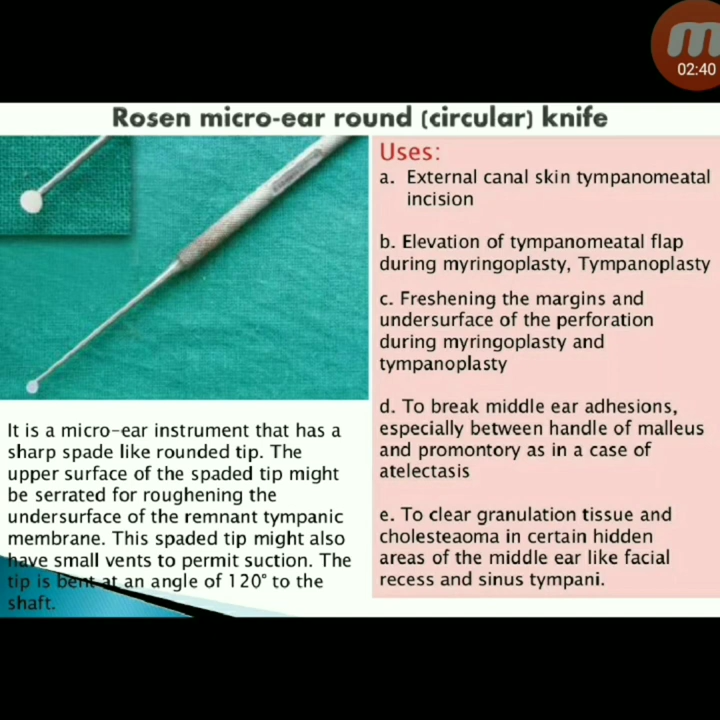 02:40
Rosen micro-ear round (circular) knife
Uses:
a. External canal skin tympanomeatal
incision
b. Elevation of tympanomeatal flap
during myringoplasty, Tympanoplasty
c. Freshening the margins and
undersurface of the perforation
during myringoplasty and
tympanoplasty
d. To break middle ear adhesions,
especially between handle of malleus
and promontory as in a case of
atelectasis
e. To clear granulation tissue and
cholesteaoma in certain hidden
areas of the middle ear like facial
recess and sinus tympani.
It is a micro-ear instrument that has a
sharp spade like rounded tip. The
upper surface of the spaded tip might
be serrated for roughening the
undersurface of the remnant tympanic
membrane. This spaded tip might also
have small vents to permit suction. The
tip is bent at an angle of 120° to the
shaft.